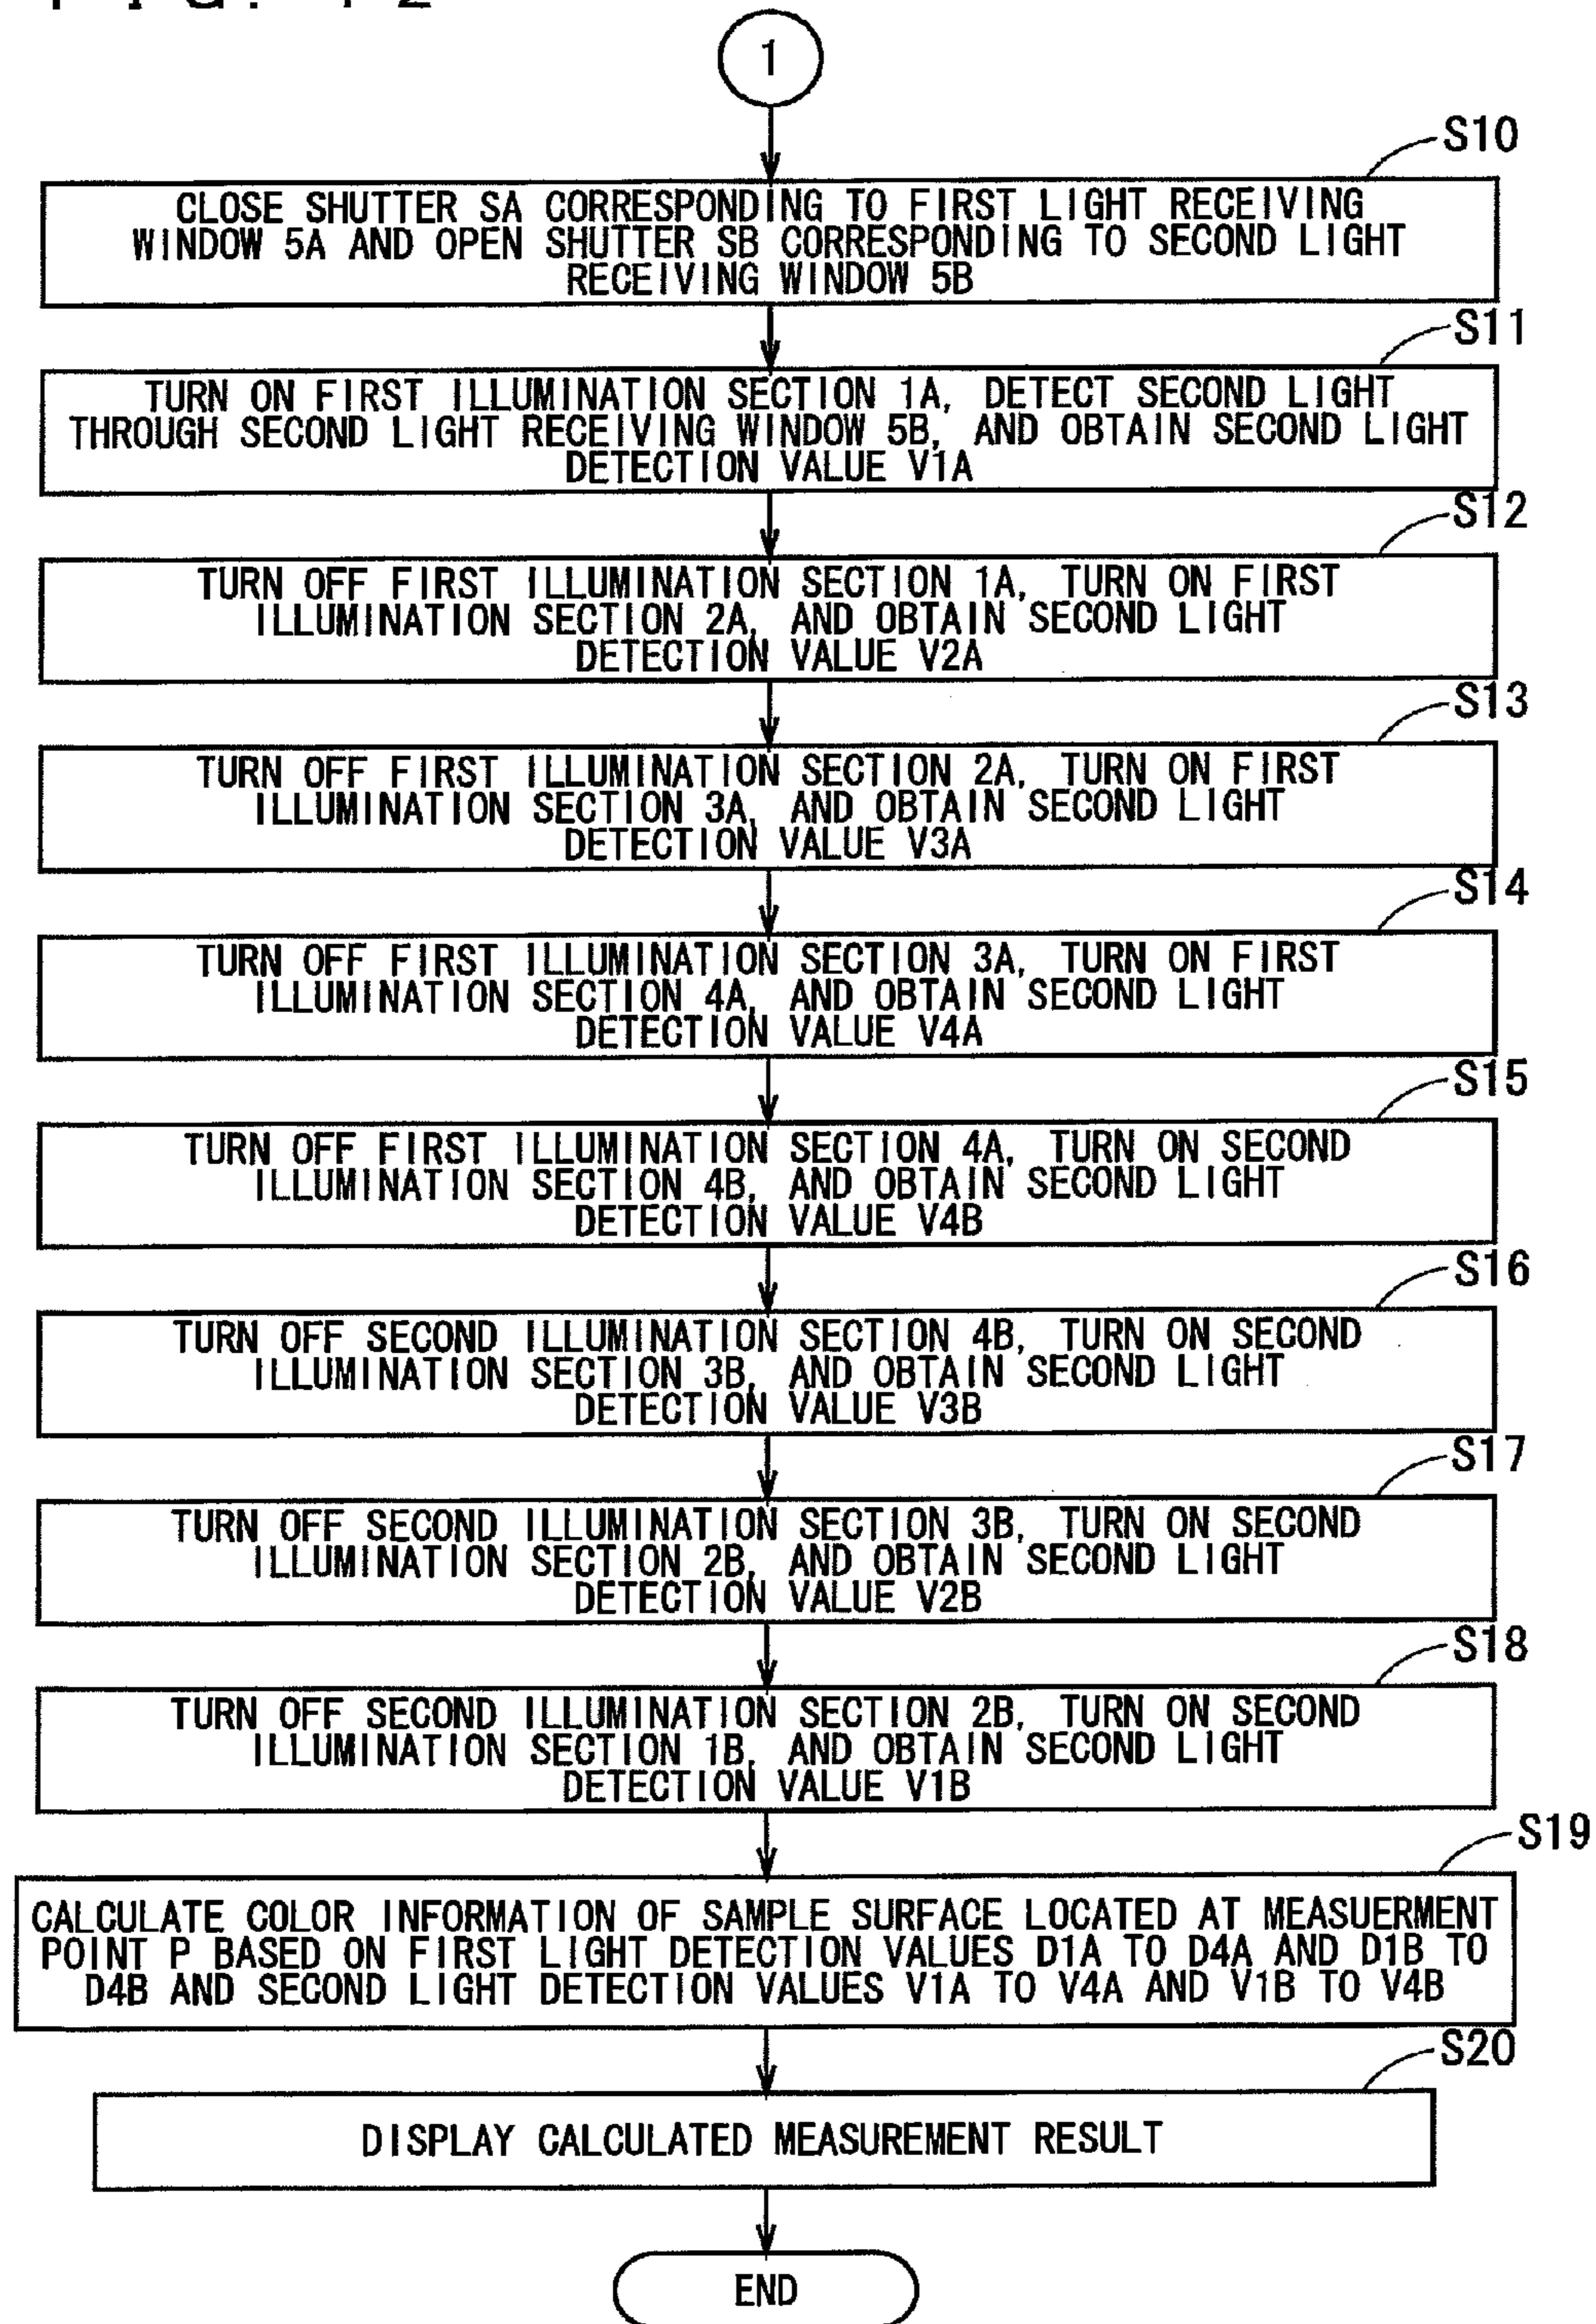 1
S10
CLOSE SHUTTER SA CORRESPONDING TO FIRST LIGHT RECEIVING
WINDOW 5A AND OPEN SHUTTER SB CORRESPONDING TO SECOND LIGHT
RECEIVING WINDOW 5B
S11
TURN ON FIRST ILLUMINATION SECTION 1A, DETECT SECOND LIGHT
THROUGH SECOND LIGHT RECEIVING WINDOW 5B, AND OBTAIN SECOND LIGHT
DETECTION VALUE V1A
S12
TURN OFF FIRST ILLUMINATION SECTION 1A, TURN ON FIRST
ILLUMINATION SECTION 2A, AND OBTAIN SECOND LIGHT
DETECTION VALUE V2A
S13
TURN OFF FIRST ILLUMINATION SECTION 2A, TURN ON FIRST
ILLUMINATION SECTION 3A, AND OBTAIN SECOND LIGHT
DETECTION VALUE V3A
S14
TURN OFF FIRST ILLUMINATION SECTION 3A, TURN ON FIRST
ILLUMINATION SECTION 4A, AND OBTAIN SECOND LIGHT
DETECTION VALUE V4A
S15
TURN OFF FIRST ILLUMINATION SECTION 4A, TURN ON SECOND
ILLUMINATION SECTION 4B, AND OBTAIN SECOND LIGHT
DETECTION VALUE V4B
S16
TURN OFF SECOND ILLUMINATION SECTION 4B, TURN ON SECOND
ILLUMINATION SECTION 3B, AND OBTAIN SECOND LIGHT
DETECTION VALUE V3B
S17
TURN OFF SECOND ILLUMINATION SECTION 3B, TURN ON SECOND
ILLUMINATION SECTION 2B, AND OBTAIN SECOND LIGHT
DETECTION VALUE V2B
S18
TURN OFF SECOND ILLUMINATION SECTION 2B, TURN ON SECOND
ILLUMINATION SECTION 1B, AND OBTAIN SECOND LIGHT
DETECTION VALUE V1B
S19
CALCULATE COLOR INFORMATION OF SAMPLE SURFACE LOCATED AT MEASUERMENT
POINT P BASED ON FIRST LIGHT DETECTION VALUES D1A TO D4A AND D1B TO
D4B AND SECOND LIGHT DETECTION VALUES V1A TO V4A AND V1B TO V4B
S20
DISPLAY CALCULATED MEASUREMENT RESULT
END